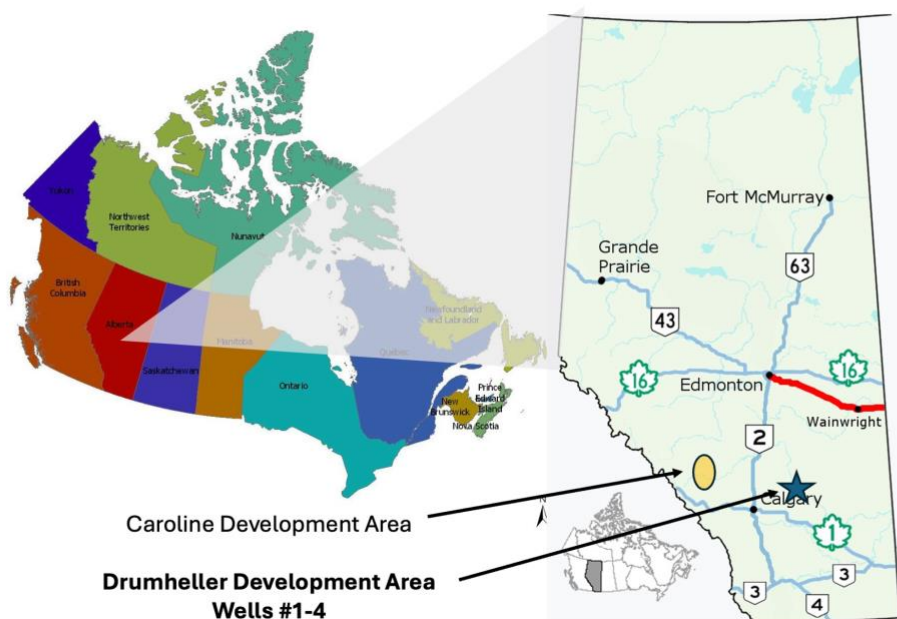 Yukon
Northwest
Territories
Nunavut
British
Columbia
Alberta
Saskatchewan
Manitoba
Ontario
Quebec
Newfoundland
and Labrador
New
Brunswick
Prince
Edward
Island
Nova Scotia
Fort McMurray
Grande
Prairie
63
43
16
Edmonton
16
Wainwright
2
Calgary
1
3
3
4
N
Caroline Development Area
Drumheller Development Area
Wells #1-4